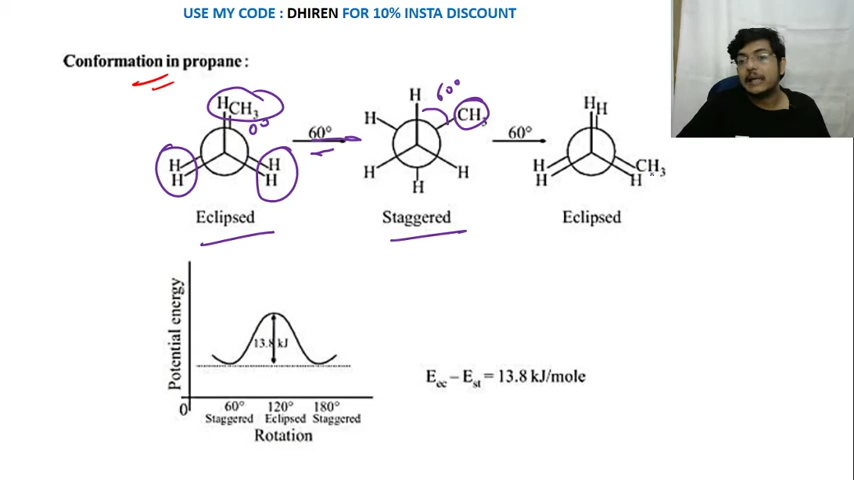 USE MY CODE : DHIREN FOR 10% INSTA DISCOUNT
Conformation in propane :
H CH3
0°
H H
H H
Eclipsed
60°
H
60°
CH3
H
H H
H
Staggered
60°
H H
H CH3
H H
Eclipsed
Potential energy
13.8 kJ
0
60° 120° 180°
Staggered Eclipsed Staggered
Rotation
Eec – Est = 13.8 kJ/mole